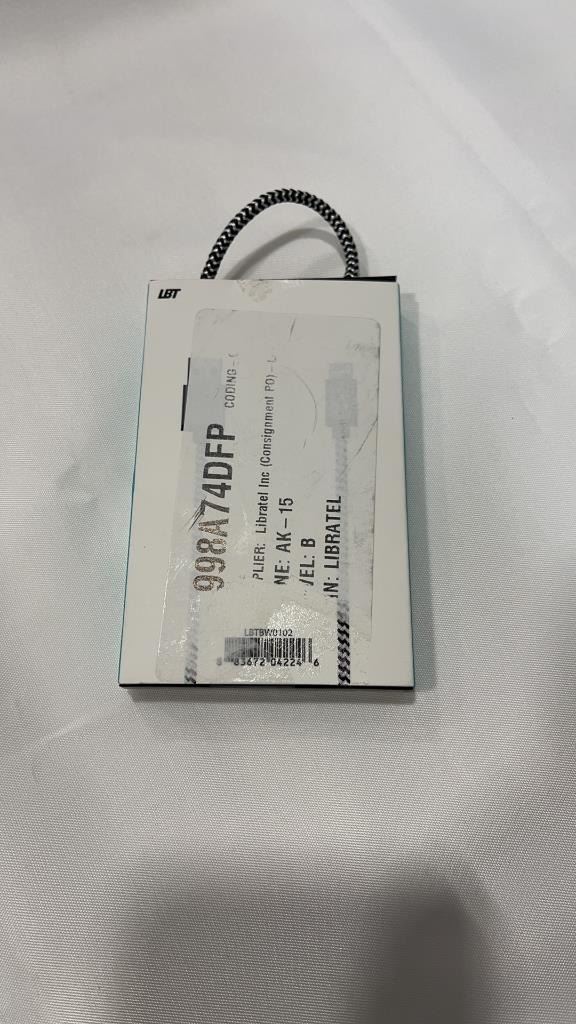 LBT
998A74DFP
CODING -
PLIER: Libratel Inc (Consignment PO) -
NE: AK - 15
VEL: B
N: LIBRATEL
LBTBW0102
83672 04224 6